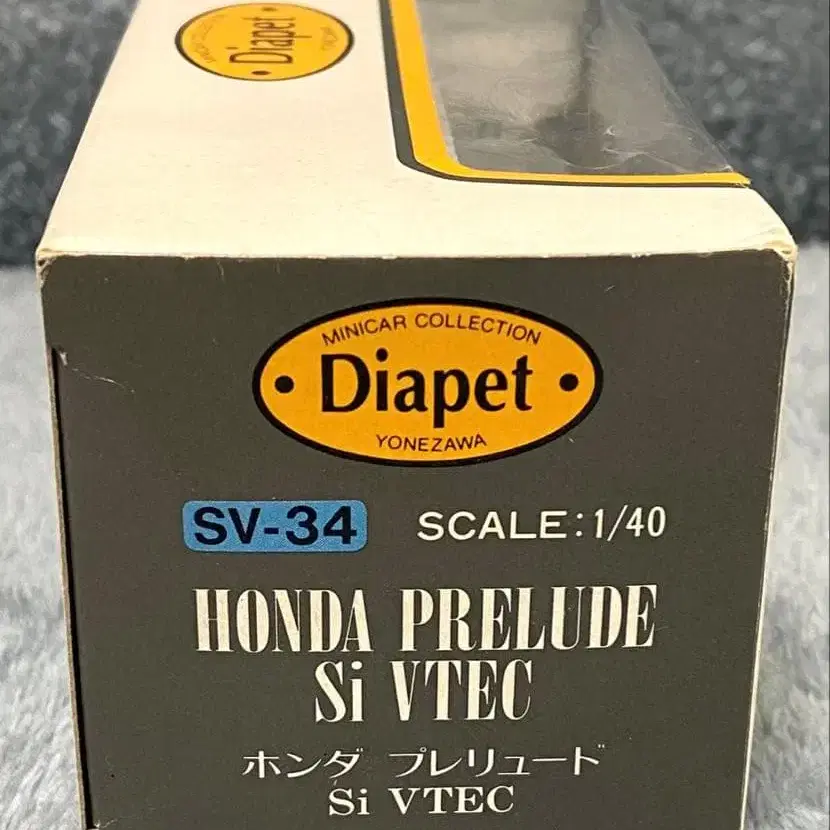 Diapet
MINICAR COLLECTION
• Diapet •
YONEZAWA
SV-34 SCALE:1/40
HONDA PRELUDE
Si VTEC
ホンダ プレリュード
Si VTEC